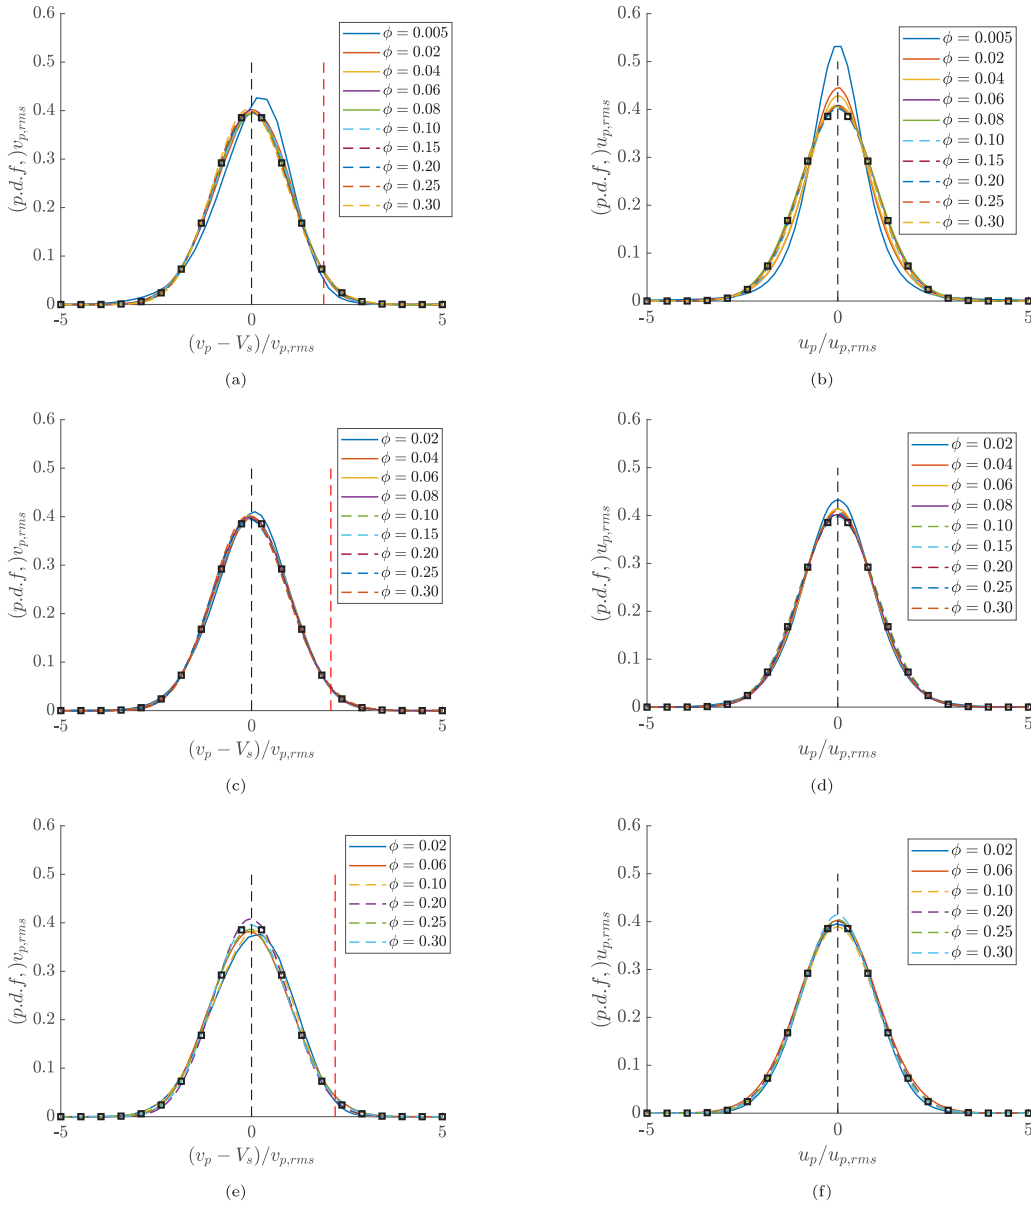 0.6
0.5
0.4
0.3
0.2
0.1
0
(p.d.f,)v_{p,rms}
-5 0 5
(v_p − V_s)/v_{p,rms}
ϕ = 0.005
ϕ = 0.02
ϕ = 0.04
ϕ = 0.06
ϕ = 0.08
ϕ = 0.10
ϕ = 0.15
ϕ = 0.20
ϕ = 0.25
ϕ = 0.30
(a)
0.6
0.5
0.4
0.3
0.2
0.1
0
(p.d.f,)u_{p,rms}
-5 0 5
u_p/u_{p,rms}
ϕ = 0.005
ϕ = 0.02
ϕ = 0.04
ϕ = 0.06
ϕ = 0.08
ϕ = 0.10
ϕ = 0.15
ϕ = 0.20
ϕ = 0.25
ϕ = 0.30
(b)
0.6
0.5
0.4
0.3
0.2
0.1
0
(p.d.f,)v_{p,rms}
-5 0 5
(v_p − V_s)/v_{p,rms}
ϕ = 0.02
ϕ = 0.04
ϕ = 0.06
ϕ = 0.08
ϕ = 0.10
ϕ = 0.15
ϕ = 0.20
ϕ = 0.25
ϕ = 0.30
(c)
0.6
0.5
0.4
0.3
0.2
0.1
0
(p.d.f,)u_{p,rms}
-5 0 5
u_p/u_{p,rms}
ϕ = 0.02
ϕ = 0.04
ϕ = 0.06
ϕ = 0.08
ϕ = 0.10
ϕ = 0.15
ϕ = 0.20
ϕ = 0.25
ϕ = 0.30
(d)
0.6
0.5
0.4
0.3
0.2
0.1
0
(p.d.f,)v_{p,rms}
-5 0 5
(v_p − V_s)/v_{p,rms}
ϕ = 0.02
ϕ = 0.06
ϕ = 0.10
ϕ = 0.20
ϕ = 0.25
ϕ = 0.30
(e)
0.6
0.5
0.4
0.3
0.2
0.1
0
(p.d.f,)u_{p,rms}
-5 0 5
u_p/u_{p,rms}
ϕ = 0.02
ϕ = 0.06
ϕ = 0.10
ϕ = 0.20
ϕ = 0.25
ϕ = 0.30
(f)